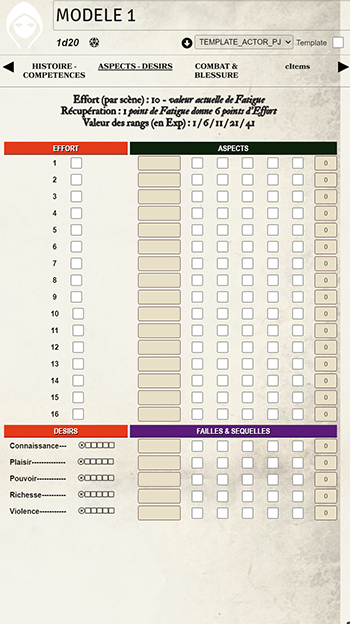 MODELE 1
1d20 TEMPLATE_ACTOR_PJ Template
HISTOIRE - COMPETENCES ASPECTS - DESIRS COMBAT & BLESSURE cItems
Effort (par scène) : 10 - valeur actuelle de Fatigue
Récupération : 1 point de Fatigue donne 6 points d'Effort
Valeur des rangs (en Exp) : 1/6/11/21/41
EFFORT ASPECTS
1 0
2 0
3 0
4 0
5 0
6 0
7 0
8 0
9 0
10 0
11 0
12 0
13 0
14 0
15 0
16 0
DESIRS FAILLES & SEQUELLES
Connaissance--- 0
Plaisir-------------- 0
Pouvoir------------ 0
Richesse---------- 0
Violence---------- 0